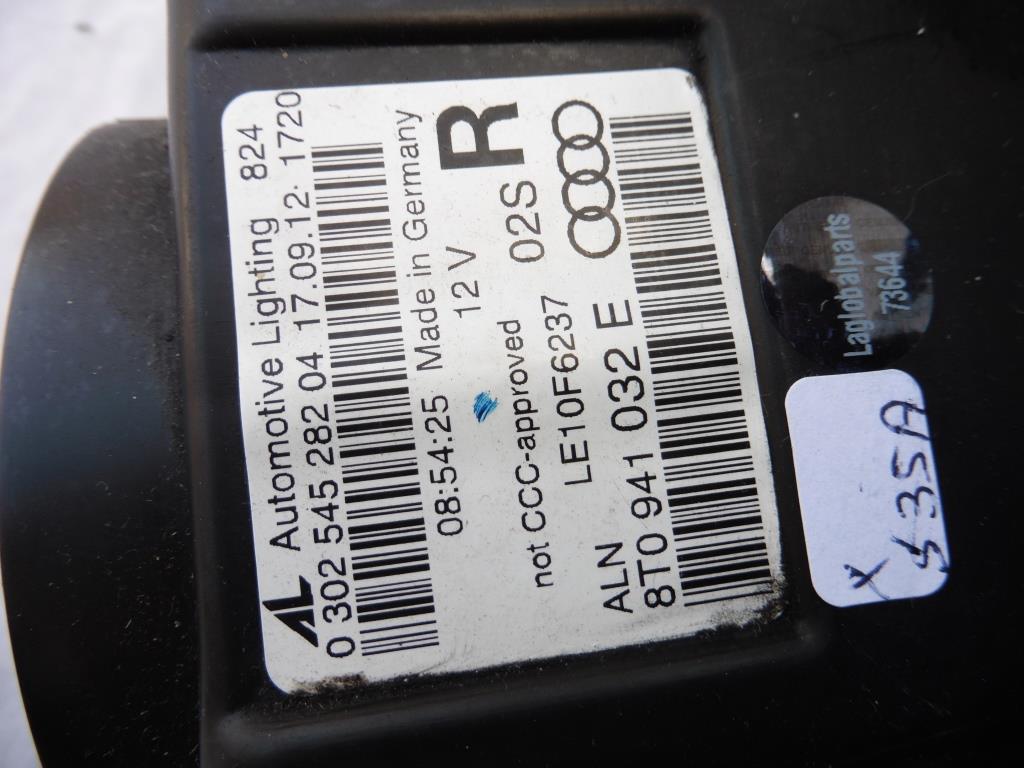 AL Automotive Lighting 824
0 302 545 282 04 17.09.12 1720
08:54:25 Made in Germany
12 V
R
not CCC-approved
LE10F6237 02S
ALN
8T0 941 032 E
Laglobalparts
73644
X
S35A